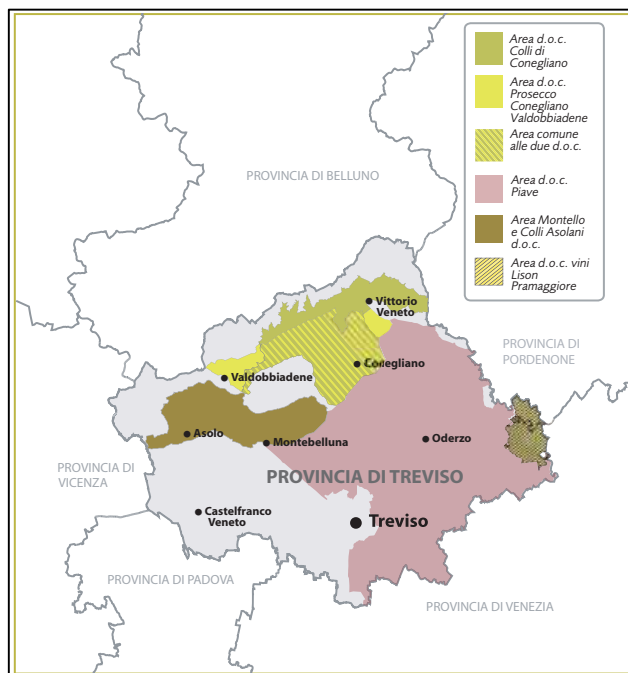 Area d.o.c.
Colli di
Conegliano
Area d.o.c.
Prosecco
Conegliano
Valdobbiadene
Area comune
alle due d.o.c.
Area d.o.c.
Piave
Area Montello
e Colli Asolani
d.o.c.
Area d.o.c. vini
Lison
Pramaggiore
PROVINCIA DI BELLUNO
Vittorio
Veneto
PROVINCIA DI
PORDENONE
Conegliano
Valdobbiadene
Asolo
Montebelluna
Oderzo
PROVINCIA DI
VICENZA
PROVINCIA DI TREVISO
Castelfranco
Veneto
Treviso
PROVINCIA DI PADOVA
PROVINCIA DI VENEZIA